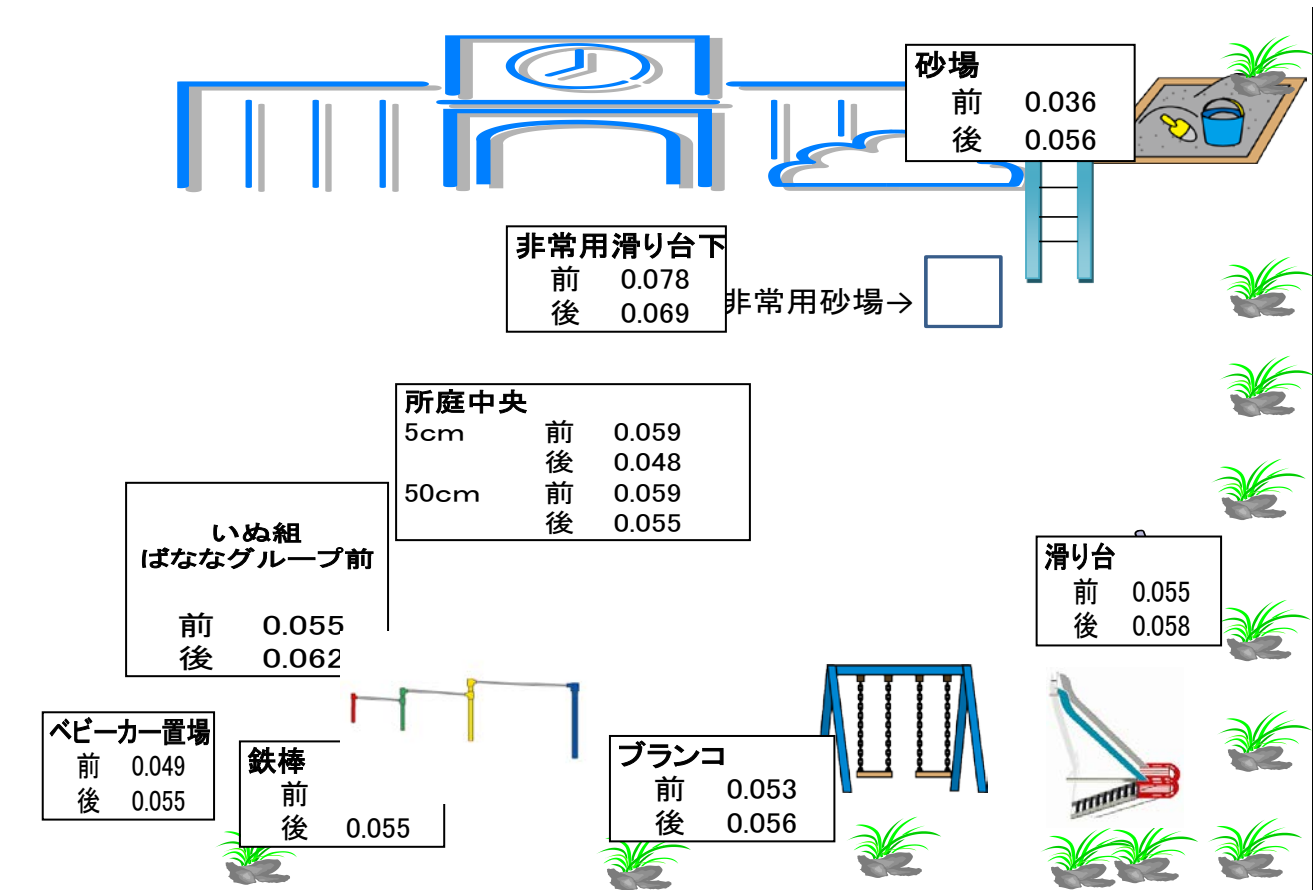 砂場
前 0.036
後 0.056
非常用滑り台下
前 0.078
後 0.069
非常用砂場→
所庭中央
5cm 前 0.059
後 0.048
50cm 前 0.059
後 0.055
いぬ組
ばななグループ前
前 0.055
後 0.062
滑り台
前 0.055
後 0.058
ベビーカー置場
前 0.049
後 0.055
鉄棒
前
後 0.055
ブランコ
前 0.053
後 0.056